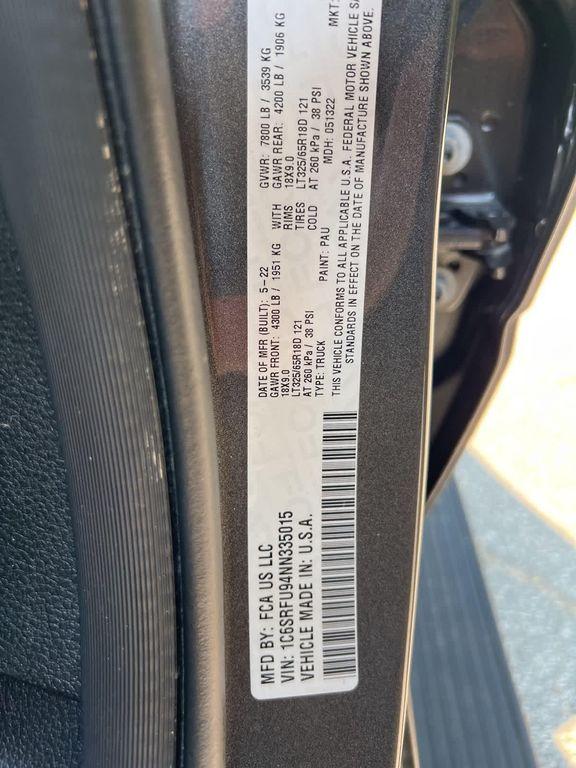 MFD BY: FCA US LLC
VIN: 1C6SRFU94NN335015
VEHICLE MADE IN: U.S.A.
DATE OF MFR (BUILT): 5-22 GVWR: 7800 LB / 3539 KG
GAWR FRONT: 4300 LB / 1951 KG WITH GAWR REAR: 4200 LB / 1906 KG
18X9.0 RIMS 18X9.0
LT325/65R18D 121 TIRES LT325/65R18D 121
AT 260 kPa / 38 PSI COLD AT 260 kPa / 38 PSI
TYPE: TRUCK PAINT: PAU MDH: 051322 MKT:
THIS VEHICLE CONFORMS TO ALL APPLICABLE U.S.A. FEDERAL MOTOR VEHICLE
STANDARDS IN EFFECT ON THE DATE OF MANUFACTURE SHOWN ABOVE.